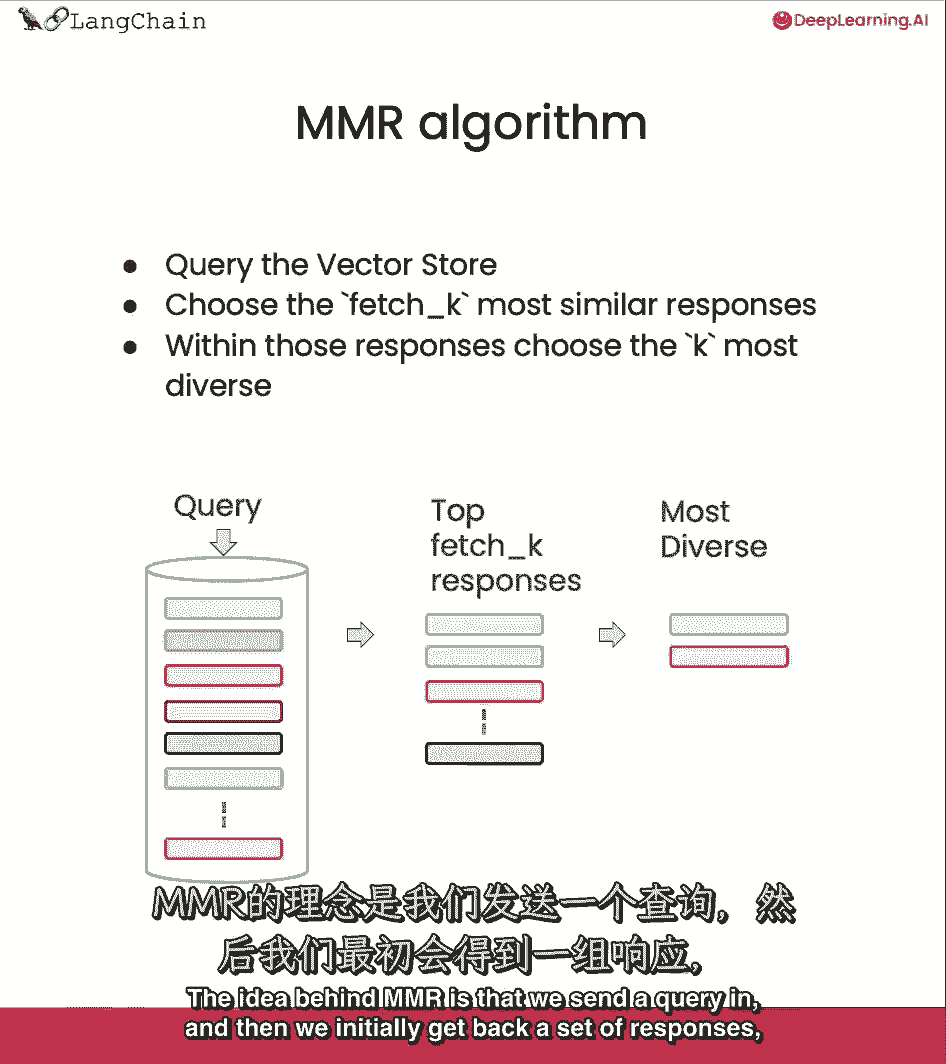 LangChain
DeepLearning.AI
MMR algorithm
● Query the Vector Store
● Choose the `fetch_k` most similar responses
● Within those responses choose the `k` most
diverse
Query
Top
fetch_k
responses
Most
Diverse
MMR的理念是我们发送一个查询，然
后我们最初会得到一组响应，
The idea behind MMR is that we send a query in,
and then we initially get back a set of responses,